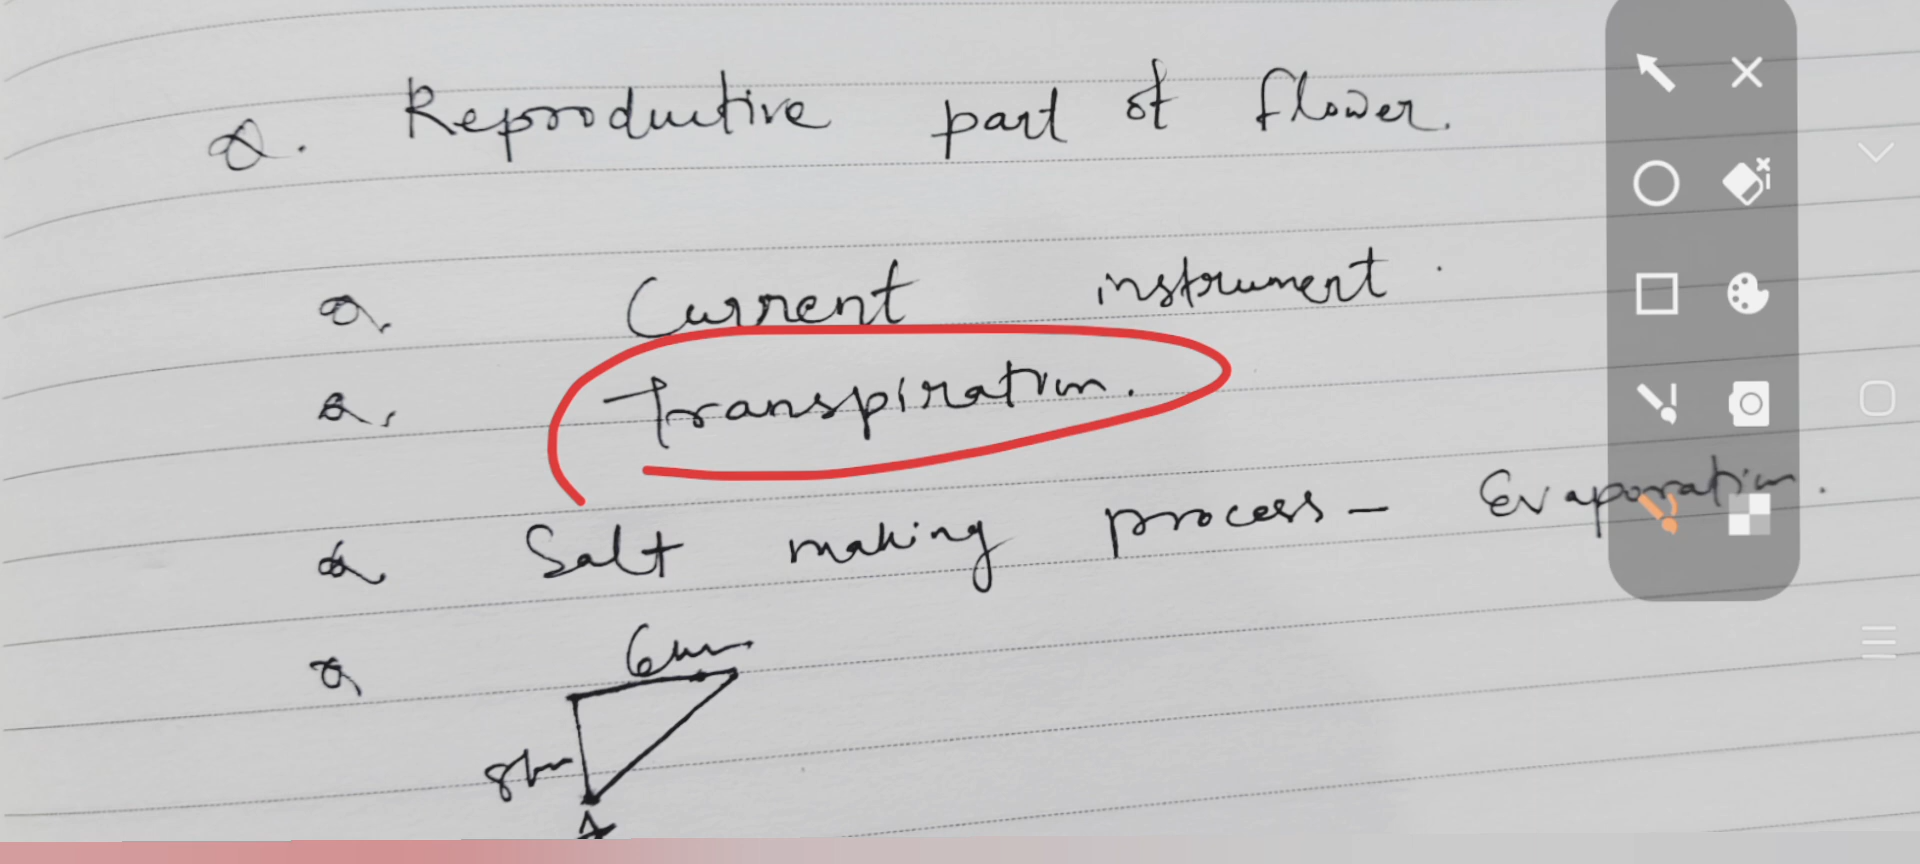 Q. Reproductive part of flower.
Q. Current instrument.
Q. Transpiration.
Q. Salt making process - Evaporation.
Q. 6km
8km
A